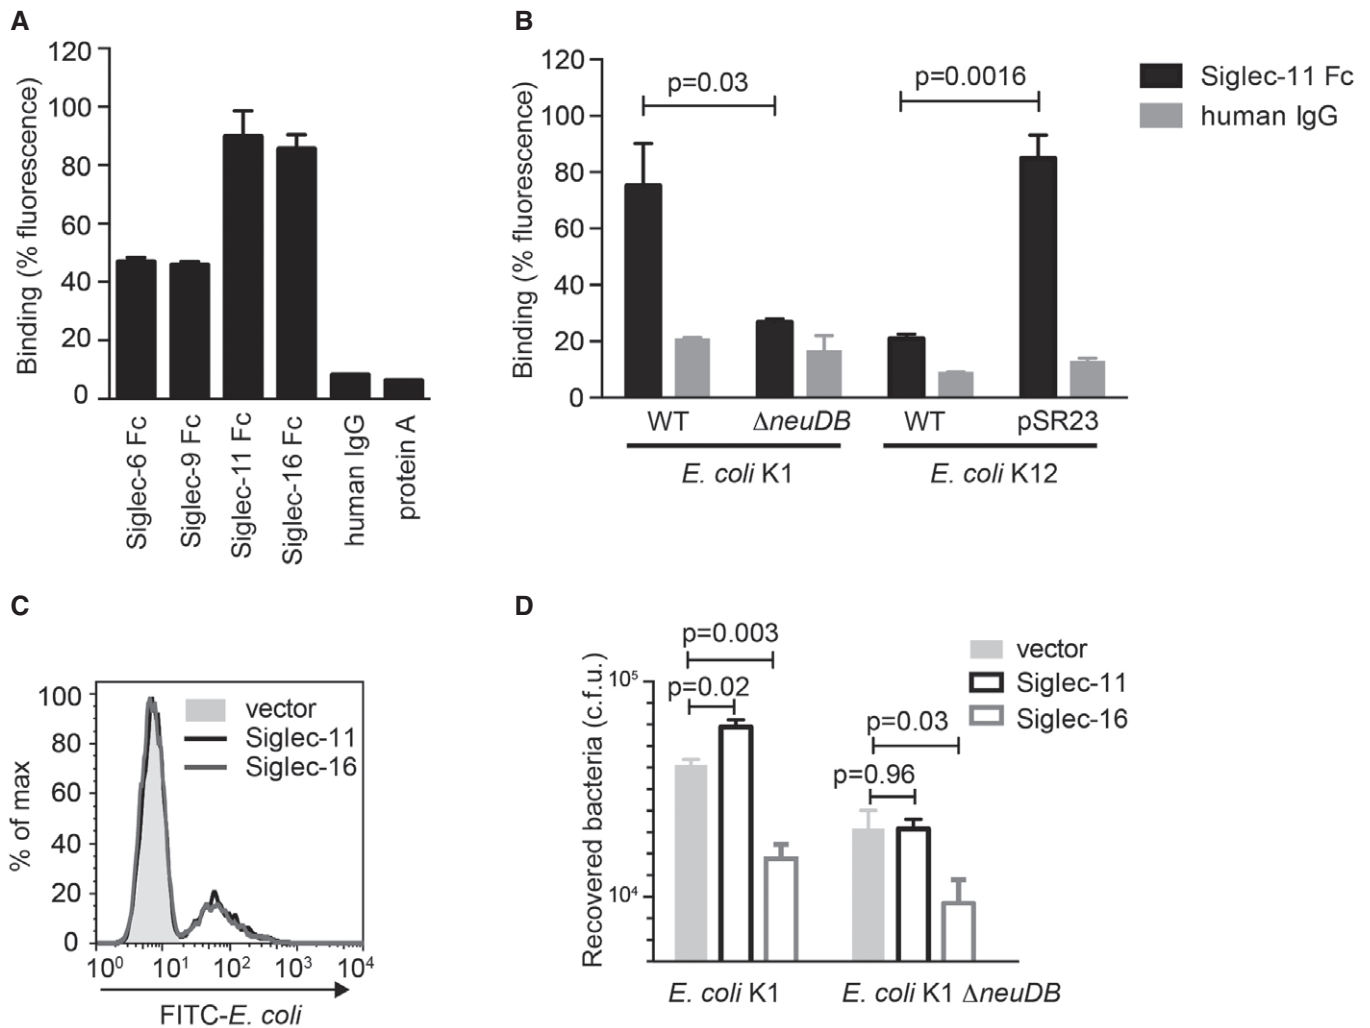 A
120
100
80
60
40
20
0
Binding (% fluorescence)
Siglec-6 Fc
Siglec-9 Fc
Siglec-11 Fc
Siglec-16 Fc
human IgG
protein A
B
120
100
80
60
40
20
0
Binding (% fluorescence)
p=0.03
p=0.0016
Siglec-11 Fc
human IgG
WT
ΔneuDB
WT
pSR23
E. coli K1
E. coli K12
C
100
80
60
40
20
0
% of max
vector
Siglec-11
Siglec-16
10⁰ 10¹ 10² 10³ 10⁴
FITC-E. coli
D
Recovered bacteria (c.f.u.)
10⁵
10⁴
p=0.003
p=0.02
p=0.03
p=0.96
vector
Siglec-11
Siglec-16
E. coli K1
E. coli K1 ΔneuDB